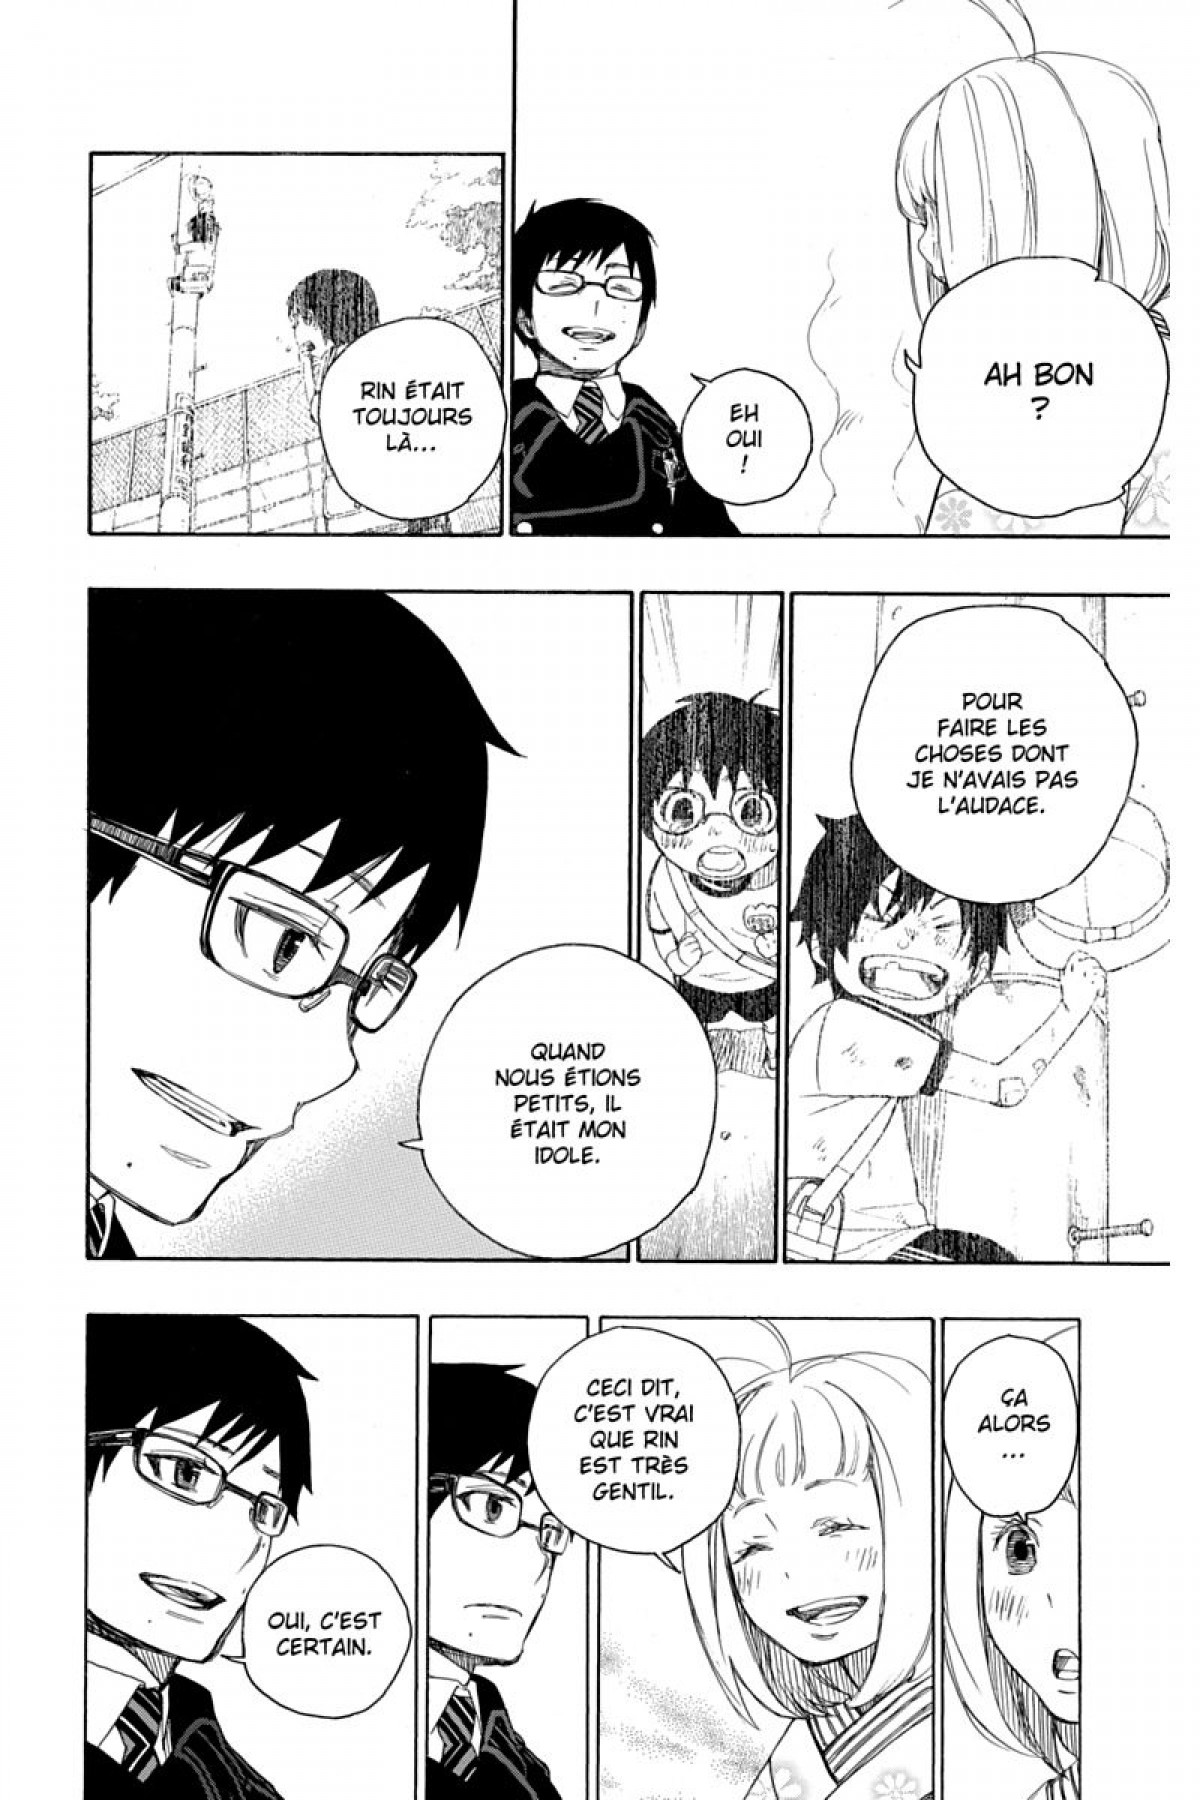 AH BON
?
EH
OUI
!
RIN ÉTAIT
TOUJOURS
LÀ...
POUR
FAIRE LES
CHOSES DONT
JE N'AVAIS PAS
L'AUDACE.
QUAND
NOUS ÉTIONS
PETITS, IL
ÉTAIT MON
IDOLE.
ÇA
ALORS
...
CECI DIT,
C'EST VRAI
QUE RIN
EST TRÈS
GENTIL.
OUI, C'EST
CERTAIN.